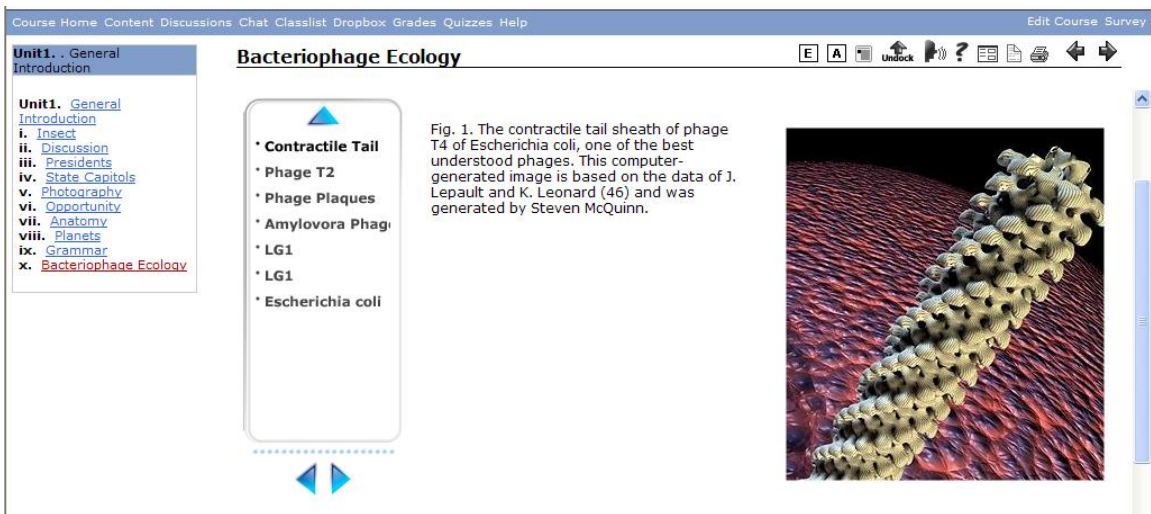 Course Home Content Discussions Chat Classlist Dropbox Grades Quizzes Help
Edit Course Survey
Unit1. . General
Introduction
Unit1. General
Introduction
i. Insect
ii. Discussion
iii. Presidents
iv. State Capitols
v. Photography
vi. Opportunity
vii. Anatomy
viii. Planets
ix. Grammar
x. Bacteriophage Ecology
Bacteriophage Ecology
E A Undock ?
• Contractile Tail
• Phage T2
• Phage Plaques
• Amylovora Phag
• LG1
• LG1
• Escherichia coli
Fig. 1. The contractile tail sheath of phage
T4 of Escherichia coli, one of the best
understood phages. This computer-
generated image is based on the data of J.
Lepault and K. Leonard (46) and was
generated by Steven McQuinn.